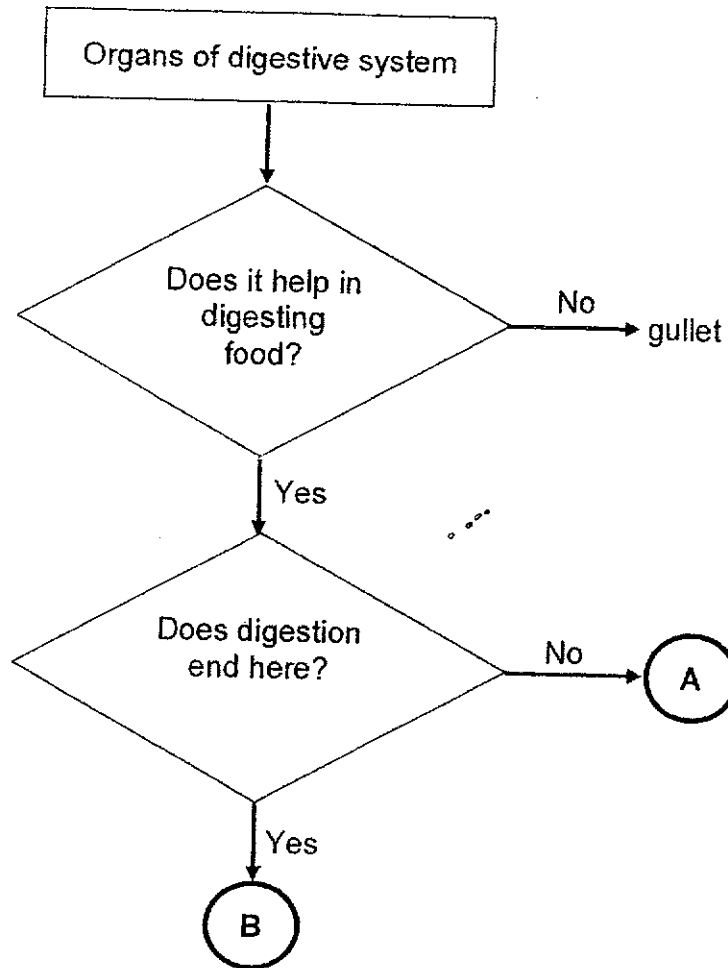 Organs of digestive system
Does it help in
digesting
food?
No
gullet
Yes
Does digestion
end here?
No
A
Yes
B